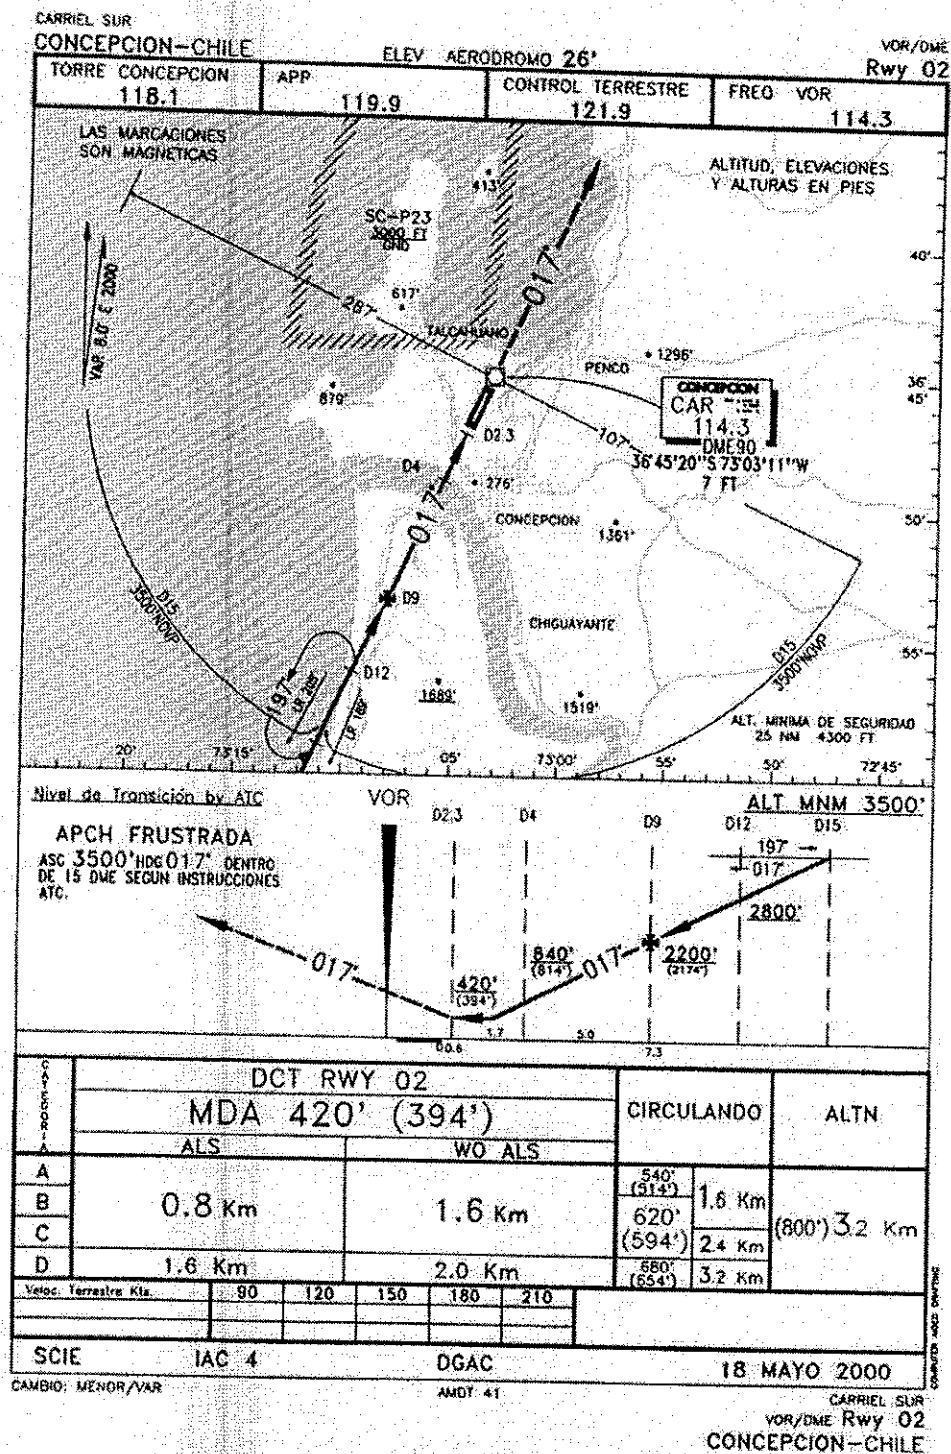 CARRIEL SUR
CONCEPCION-CHILE
ELEV AERODROMO 26'
VOR/DME
Rwy 02
TORRE CONCEPCION
118.1
APP
119.9
CONTROL TERRESTRE
121.9
FREQ VOR
114.3
LAS MARCACIONES
SON MAGNETICAS
ALTITUD, ELEVACIONES
Y ALTURAS EN PIES
413'
SC-P23
3000 FT
GND
40'
017°
VAR 8.0° E 2000
617'
287°
TALCAHUANO
PENCO
1296'
36°
45'
879'
CONCEPCION
CAR
114.3
DME90
36°45'20"S 73°03'11"W
7 FT
D2.3
107°
D4
276'
017°
CONCEPCION
1361'
50'
D9
CHIGUAYANTE
D15
3500'NOVP
D15
3500'NOVP
55'
D12
197°
1689'
1519'
ALT. MINIMA DE SEGURIDAD
25 NM 4300 FT
20' 73°15' 05' 73°00' 55' 50' 72°45'
Nivel de Transición by ATC
VOR
D2.3
D4
D9
ALT MNM 3500'
D12
D15
APCH FRUSTRADA
ASC 3500' HDG 017° DENTRO
DE 15 DME SEGUN INSTRUCCIONES
ATC.
197°
017°
2800'
017°
420'
(394')
840'
(814')
017°
2200'
(2174')
0.6
1.7
5.0
7.3
CATEGORIA
DCT RWY 02
MDA 420' (394')
CIRCULANDO
ALTN
ALS
WO ALS
A
B
C
D
0.8 Km
1.6 Km
1.6 Km
2.0 Km
540'
(514')
1.6 Km
620'
(594')
2.4 Km
680'
(654')
3.2 Km
(800') 3.2 Km
Veloc. Terrestre Kts. 90 120 150 180 210
SCIE IAC 4 DGAC 18 MAYO 2000
CAMBIO: MENOR/VAR
AMDT 41
CARRIEL SUR
VOR/DME Rwy 02
CONCEPCION-CHILE